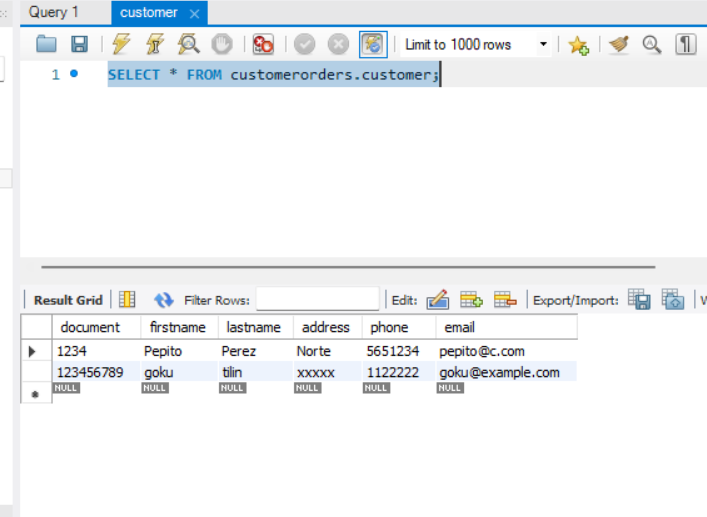 Query 1 customer
Limit to 1000 rows
1 SELECT * FROM customerorders.customer;
Result Grid Filter Rows: Edit: Export/Import:
document firstname lastname address phone email
1234 Pepito Perez Norte 5651234 pepito@c.com
123456789 goku tilin xxxxx 1122222 goku@example.com
NULL NULL NULL NULL NULL NULL